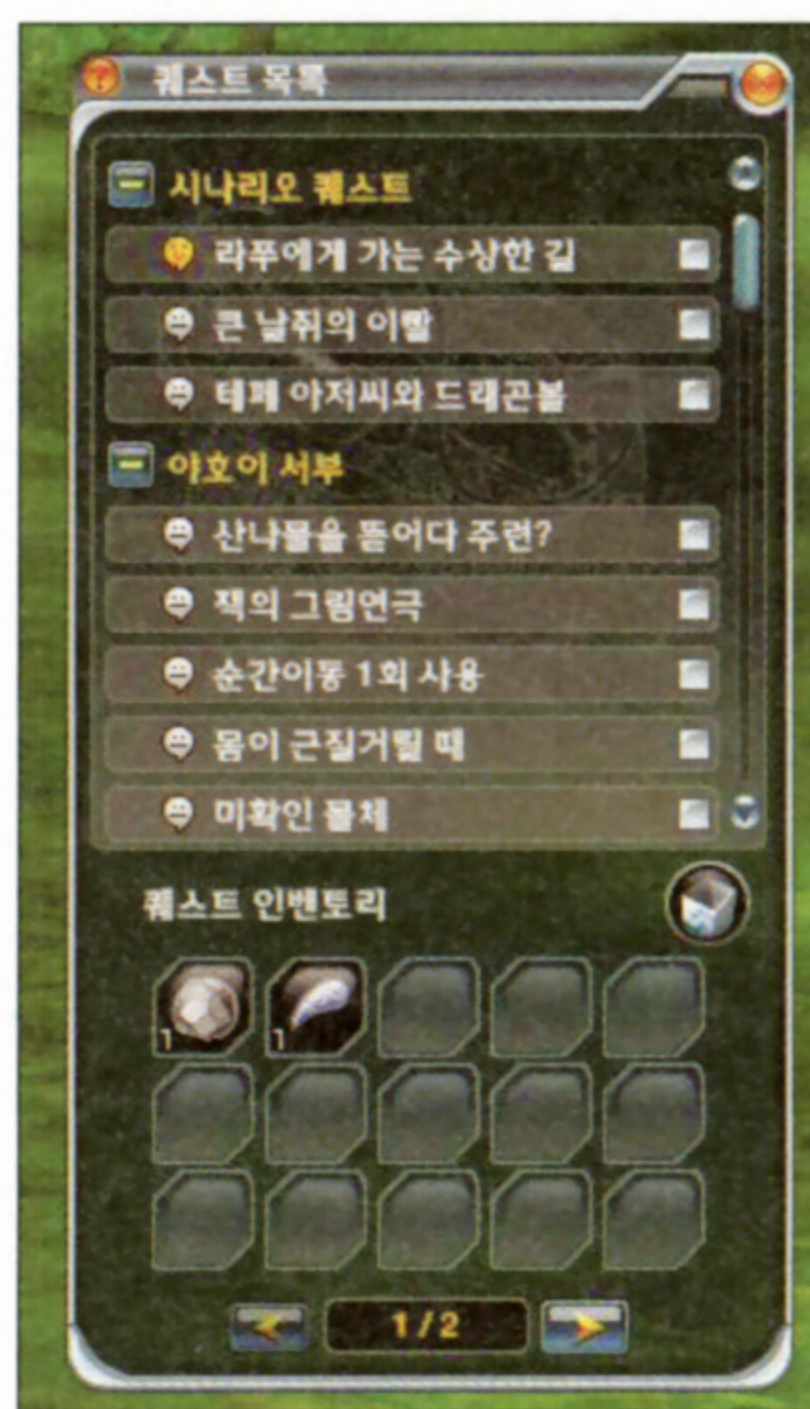 퀘스트 목록
시나리오 퀘스트
라푸에게 가는 수상한 길
큰 날쥐의 이빨
테페 아저씨와 드래곤볼
야호이 서부
산나물을 뜯어다 주련?
잭의 그림연극
순간이동 1회 사용
몸이 근질거릴 때
미확인 물체
퀘스트 인벤토리
1 1
1/2